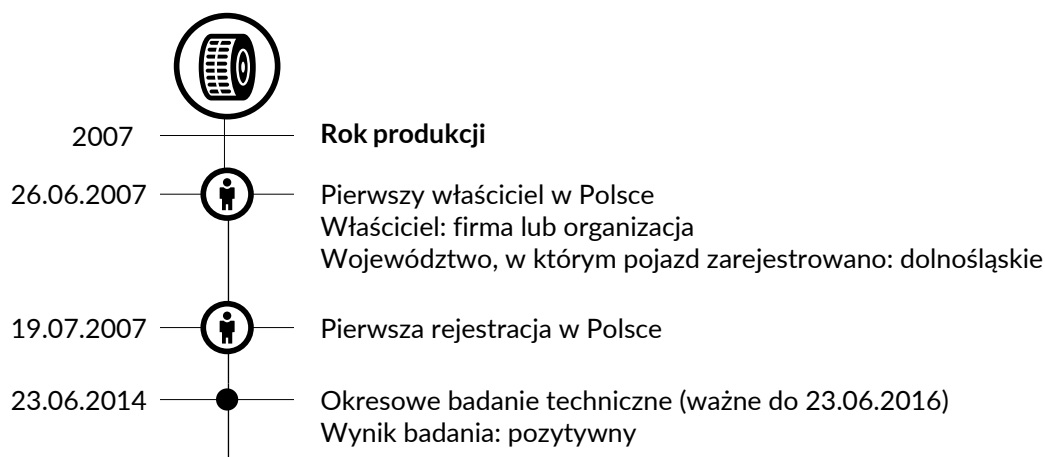 2007 Rok produkcji
26.06.2007 Pierwszy właściciel w Polsce
Właściciel: firma lub organizacja
Województwo, w którym pojazd zarejestrowano: dolnośląskie
19.07.2007 Pierwsza rejestracja w Polsce
23.06.2014 Okresowe badanie techniczne (ważne do 23.06.2016)
Wynik badania: pozytywny